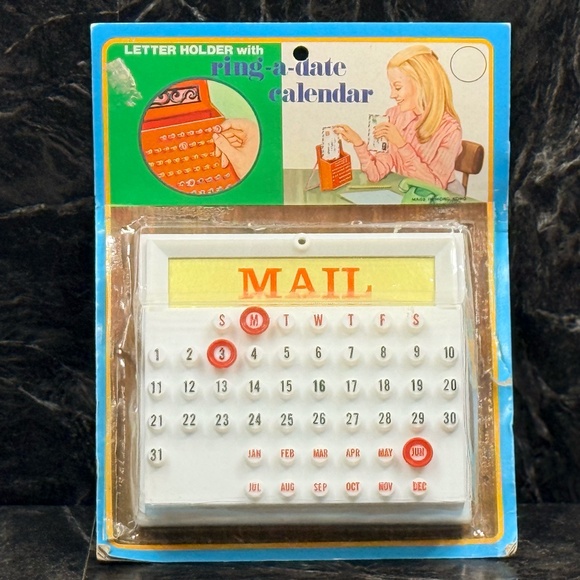 LETTER HOLDER with
ring-a-date
calendar
MAIL
S M T W T F S
1 2 3 4 5 6 7 8 9 10
11 12 13 14 15 16 17 18 19 20
21 22 23 24 25 26 27 28 29 30
31 JAN FEB MAR APR MAY JUN
JUL AUG SEP OCT NOV DEC